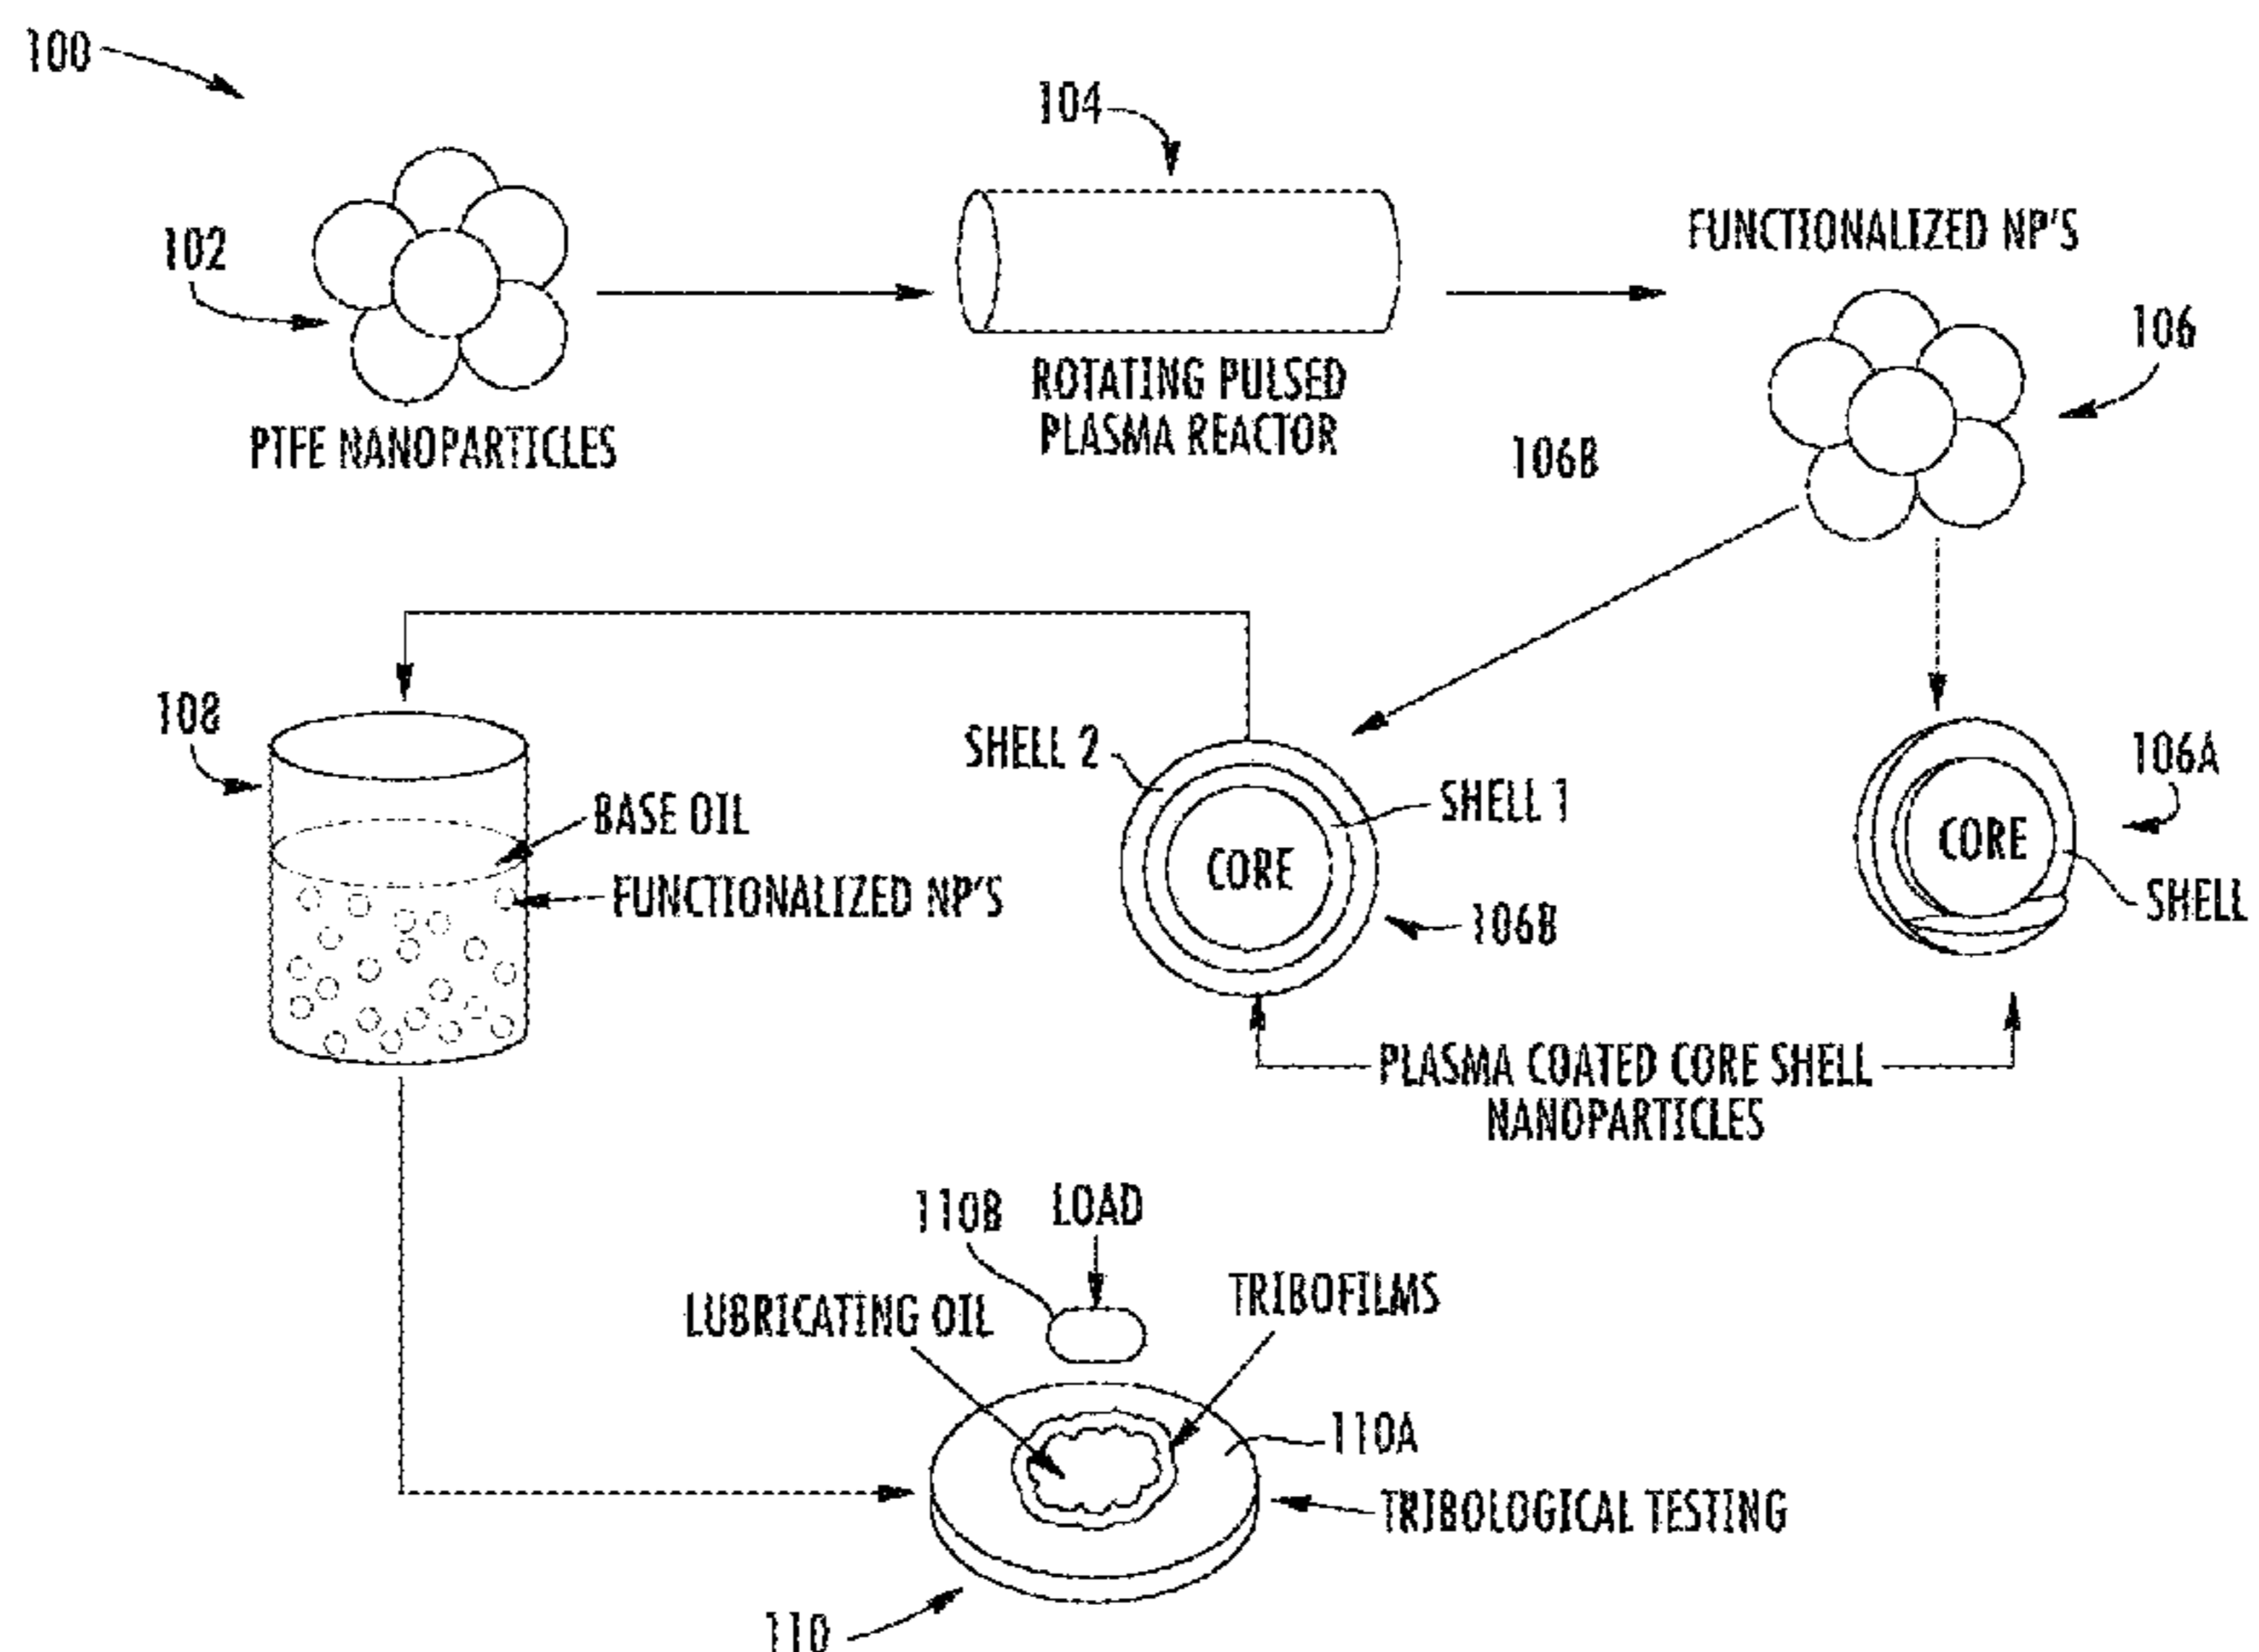 100
104
102
PTFE NANOPARTICLES
ROTATING PULSED
PLASMA REACTOR
FUNCTIONALIZED NP'S
106
106B
108
BASE OIL
FUNCTIONALIZED NP'S
SHELL 2
SHELL 1
CORE
106B
106A
CORE
SHELL
PLASMA COATED CORE SHELL
NANOPARTICLES
110B
LOAD
LUBRICATING OIL
TRIBOFILMS
110A
TRIBOLOGICAL TESTING
110